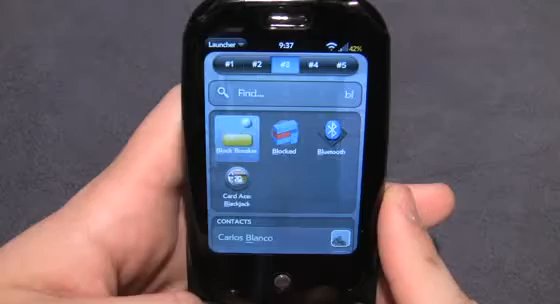 Launcher 9:37 42%
#1 #2 #3 #4 #5
Find... bl
Block Breaker Blocked Bluetooth
Card Ace:
Blackjack
CONTACTS
Carlos Blanco